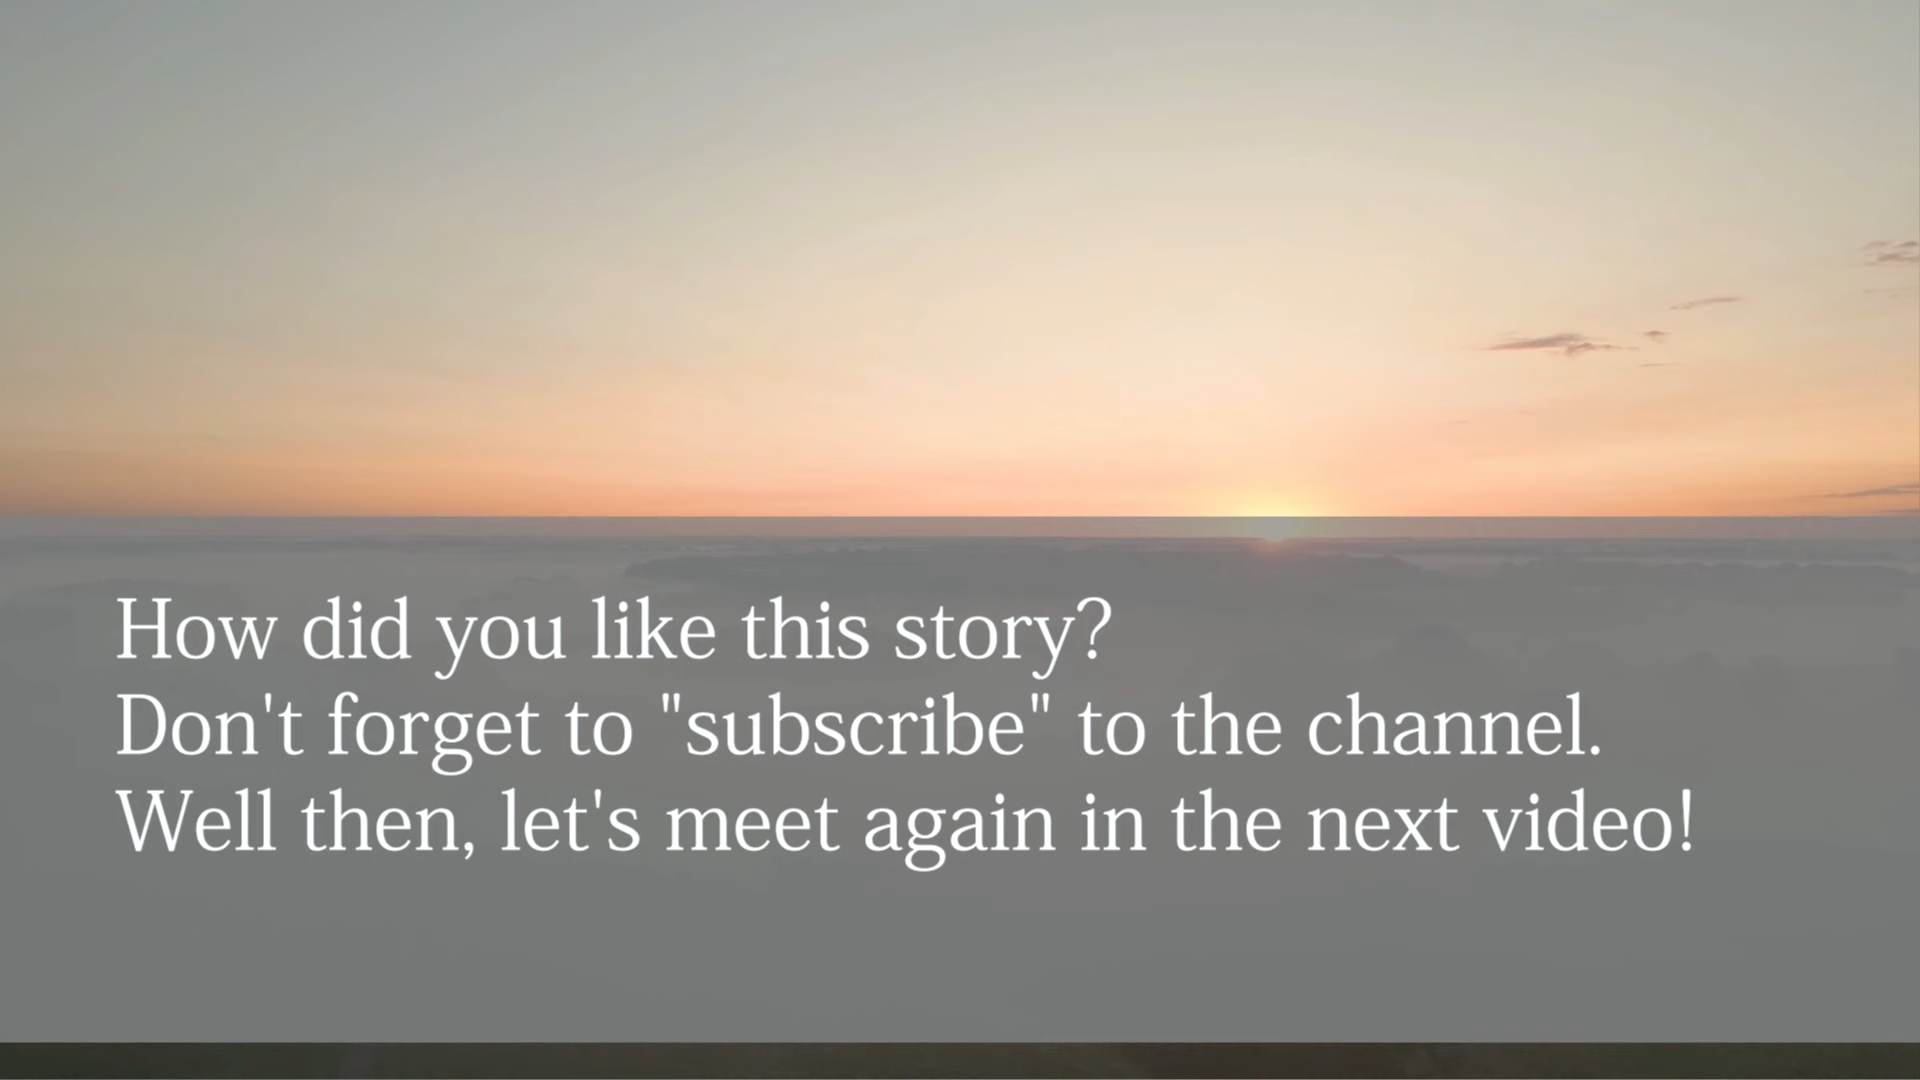 How did you like this story?
Don't forget to "subscribe" to the channel.
Well then, let's meet again in the next video!